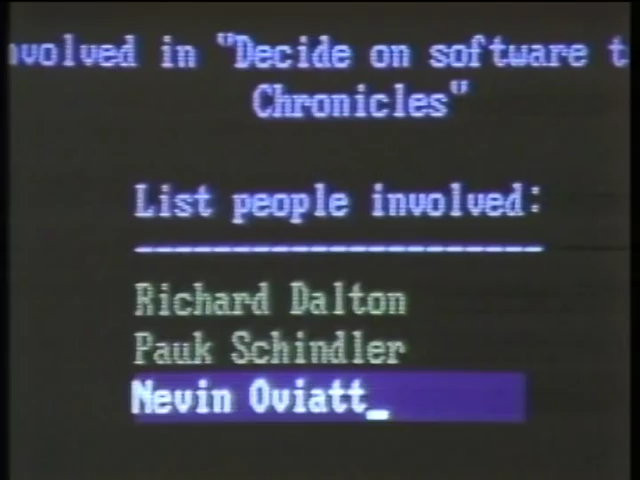 volved in "Decide on software t
Chronicles"
List people involved:
Richard Dalton
Pauk Schindler
Nevin Oviatt_